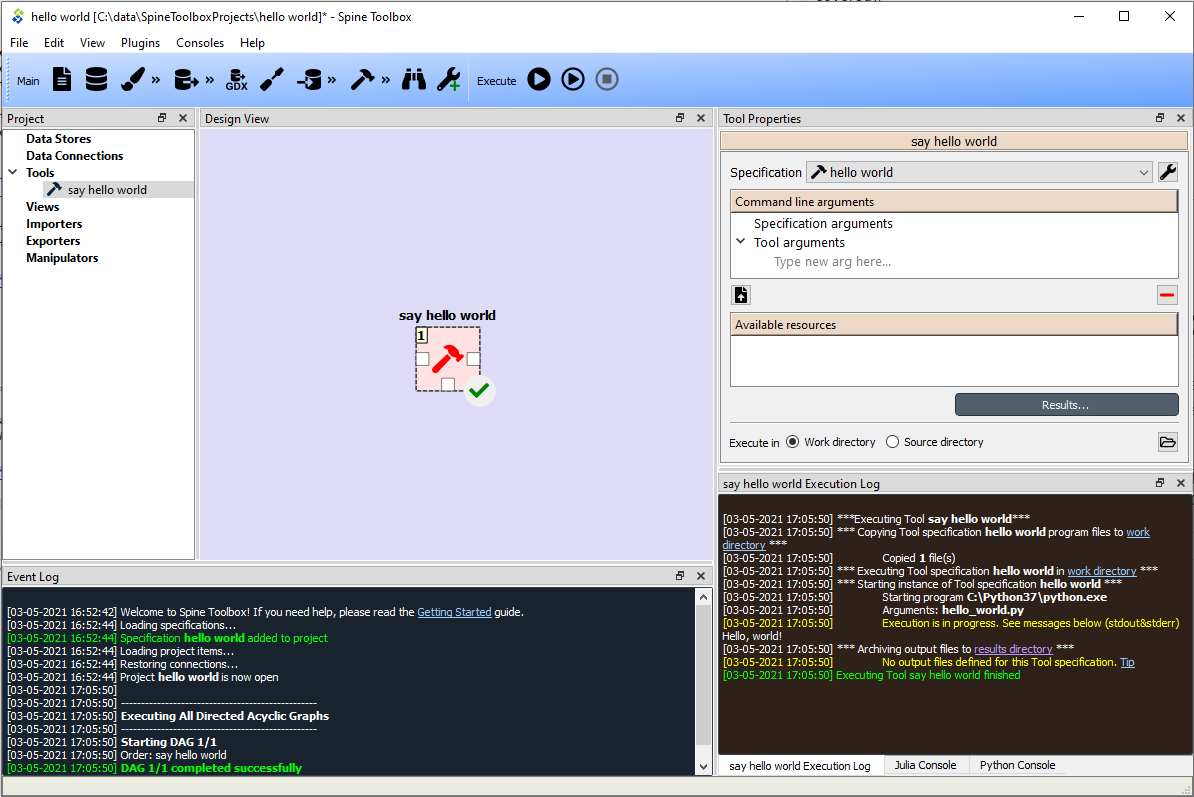 hello world [C:\data\SpineToolboxProjects\hello world]* - Spine Toolbox
File Edit View Plugins Consoles Help
Main » » GDX » » Execute
Project
Data Stores
Data Connections
Tools
say hello world
Views
Importers
Exporters
Manipulators
Design View
say hello world
1
Tool Properties
say hello world
Specification hello world
Command line arguments
Specification arguments
Tool arguments
Type new arg here...
Available resources
Results...
Execute in Work directory Source directory
Event Log
[03-05-2021 16:52:42] Welcome to Spine Toolbox! If you need help, please read the Getting Started guide.
[03-05-2021 16:52:44] Loading specifications...
[03-05-2021 16:52:44] Specification hello world added to project
[03-05-2021 16:52:44] Loading project items...
[03-05-2021 16:52:44] Restoring connections...
[03-05-2021 16:52:44] Project hello world is now open
[03-05-2021 17:05:50]
[03-05-2021 17:05:50] -------------------------------------------------
[03-05-2021 17:05:50] Executing All Directed Acyclic Graphs
[03-05-2021 17:05:50] -------------------------------------------------
[03-05-2021 17:05:50] Starting DAG 1/1
[03-05-2021 17:05:50] Order: say hello world
[03-05-2021 17:05:50] DAG 1/1 completed successfully
say hello world Execution Log
[03-05-2021 17:05:50] ***Executing Tool say hello world***
[03-05-2021 17:05:50] *** Copying Tool specification hello world program files to work
directory ***
[03-05-2021 17:05:50] Copied 1 file(s)
[03-05-2021 17:05:50] *** Executing Tool specification hello world in work directory ***
[03-05-2021 17:05:50] *** Starting instance of Tool specification hello world ***
[03-05-2021 17:05:50] Starting program C:\Python37\python.exe
[03-05-2021 17:05:50] Arguments: hello_world.py
[03-05-2021 17:05:50] Execution is in progress. See messages below (stdout&stderr)
Hello, world!
[03-05-2021 17:05:50] *** Archiving output files to results directory ***
[03-05-2021 17:05:50] No output files defined for this Tool specification. Tip
[03-05-2021 17:05:50] Executing Tool say hello world finished
say hello world Execution Log Julia Console Python Console